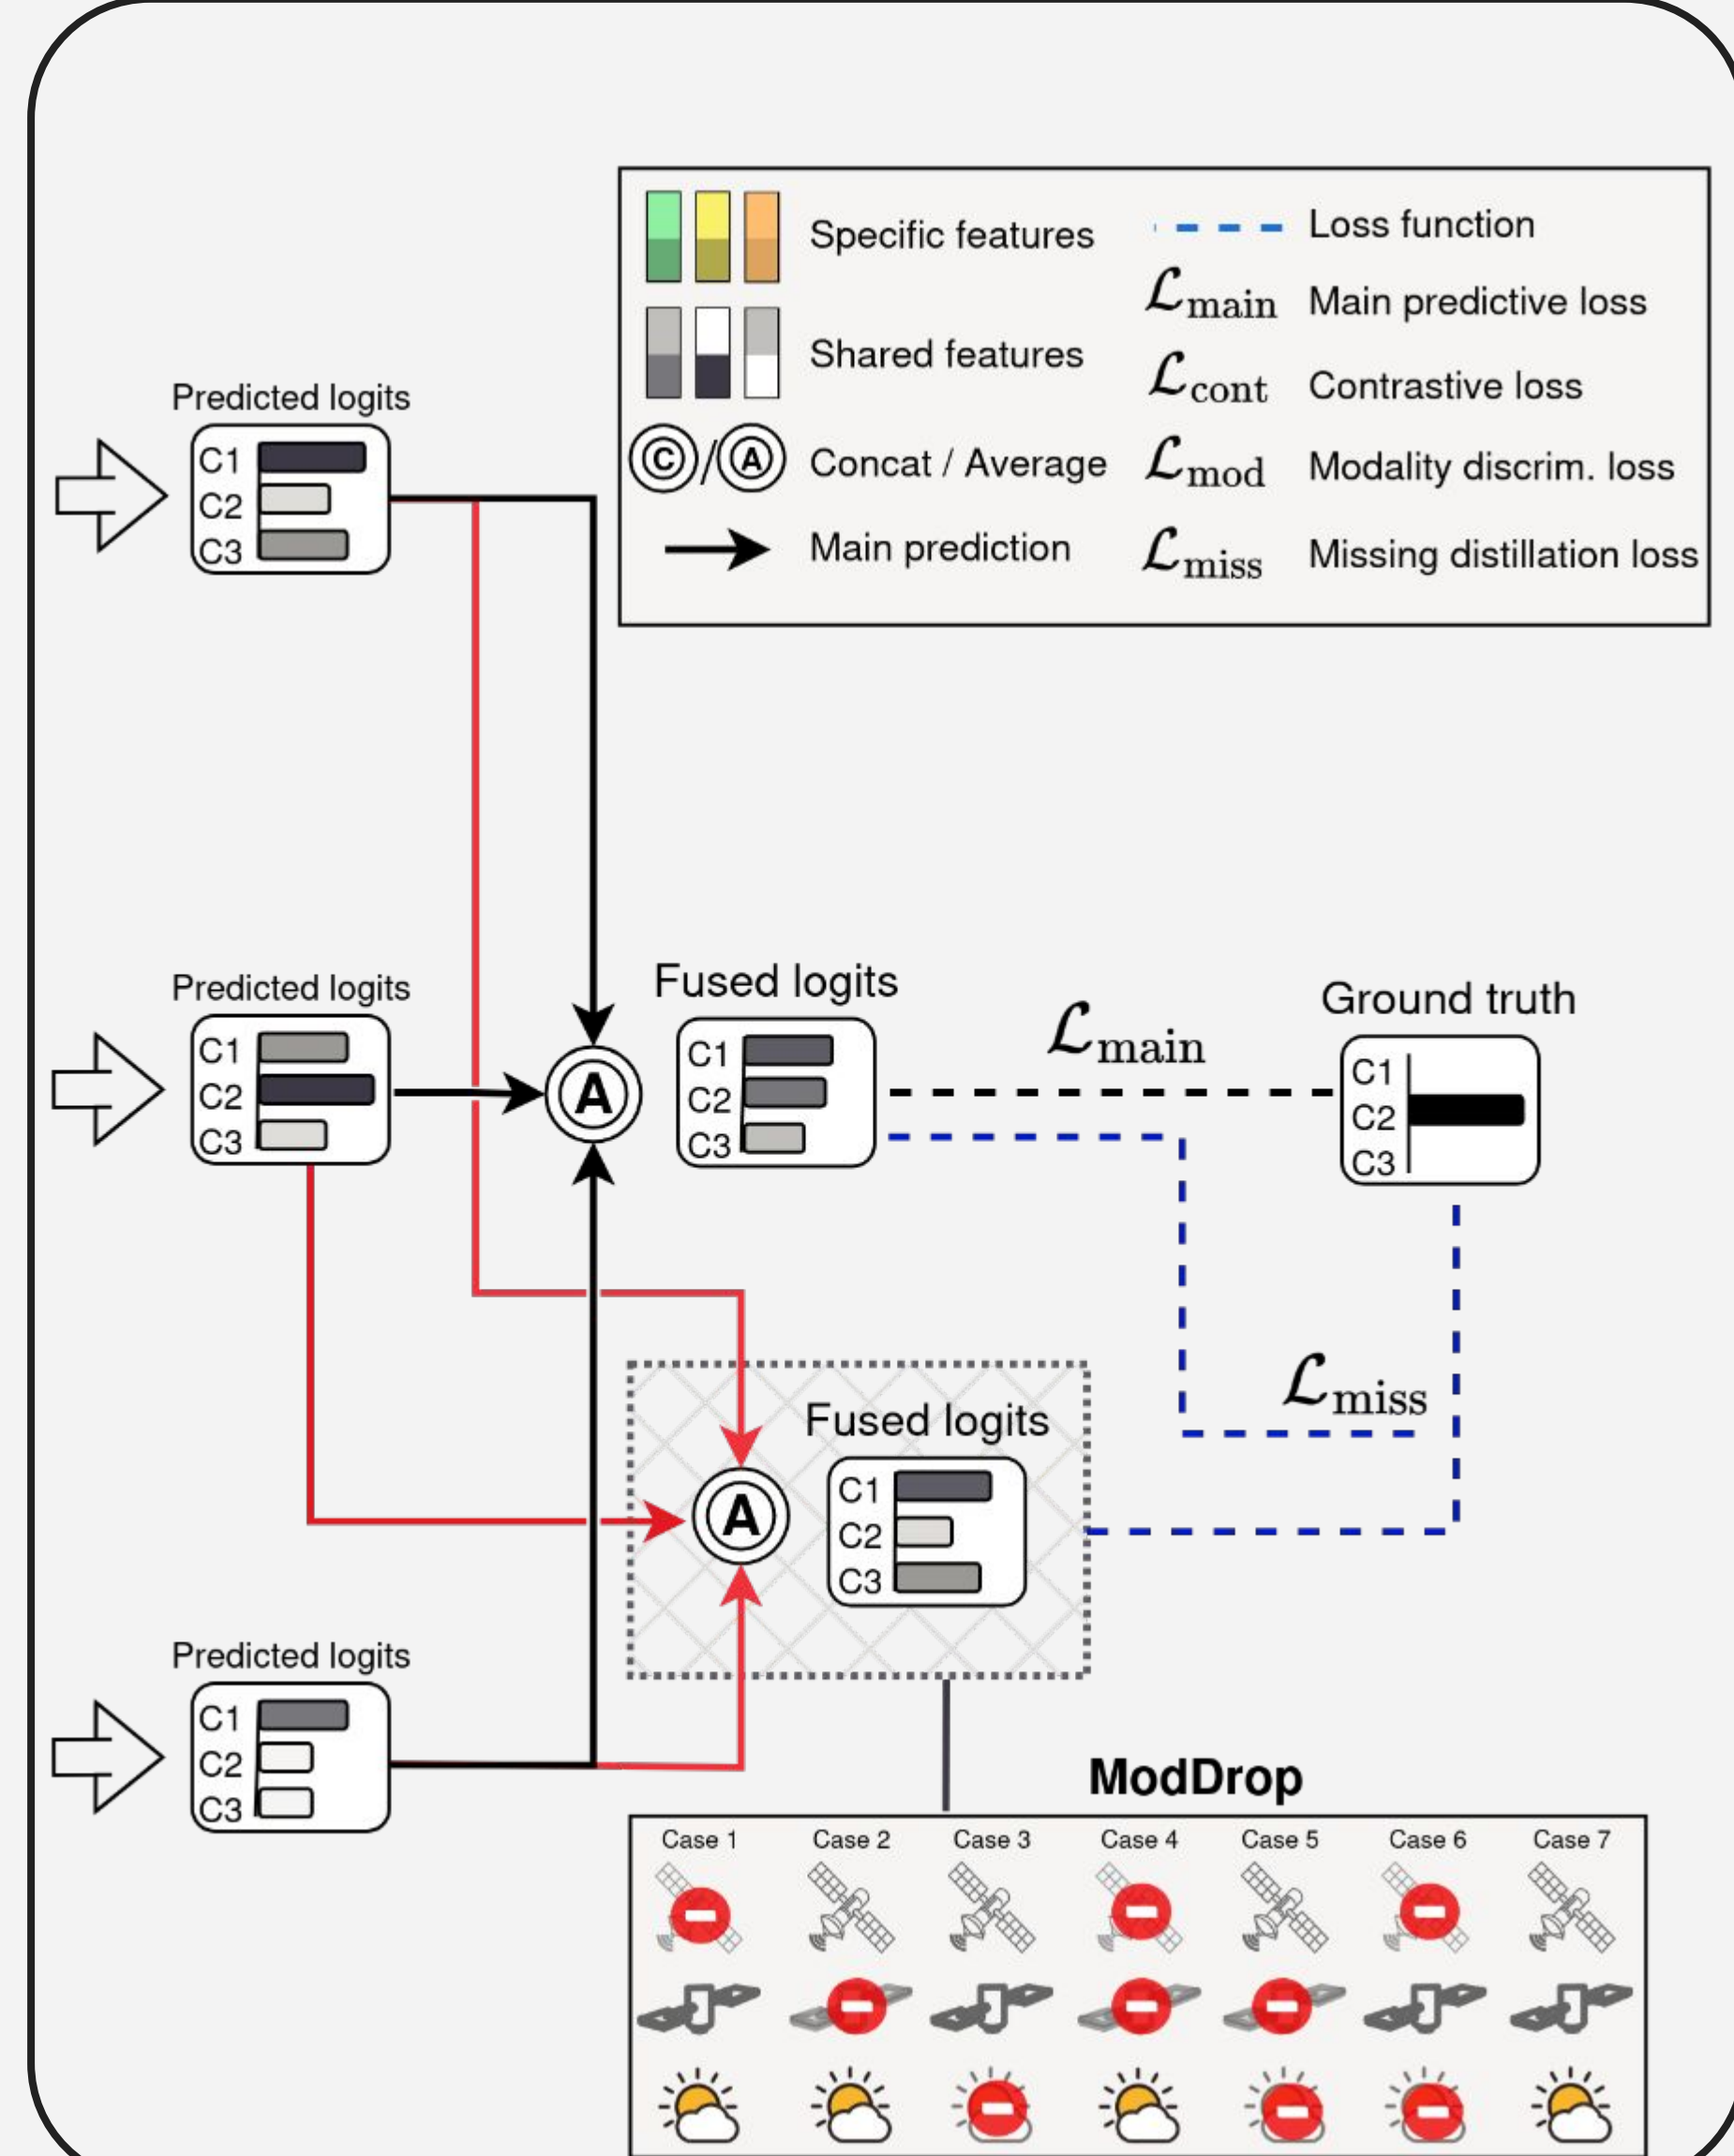 Specific features
Loss function
Shared features
ℒmain Main predictive loss
ℒcont Contrastive loss
C / A Concat / Average
ℒmod Modality discrim. loss
Main prediction
ℒmiss Missing distillation loss
Predicted logits
C1
C2
C3
Predicted logits
C1
C2
C3
A
Fused logits
C1
C2
C3
ℒmain
Ground truth
C1
C2
C3
ℒmiss
Fused logits
A
C1
C2
C3
Predicted logits
C1
C2
C3
ModDrop
Case 1 Case 2 Case 3 Case 4 Case 5 Case 6 Case 7